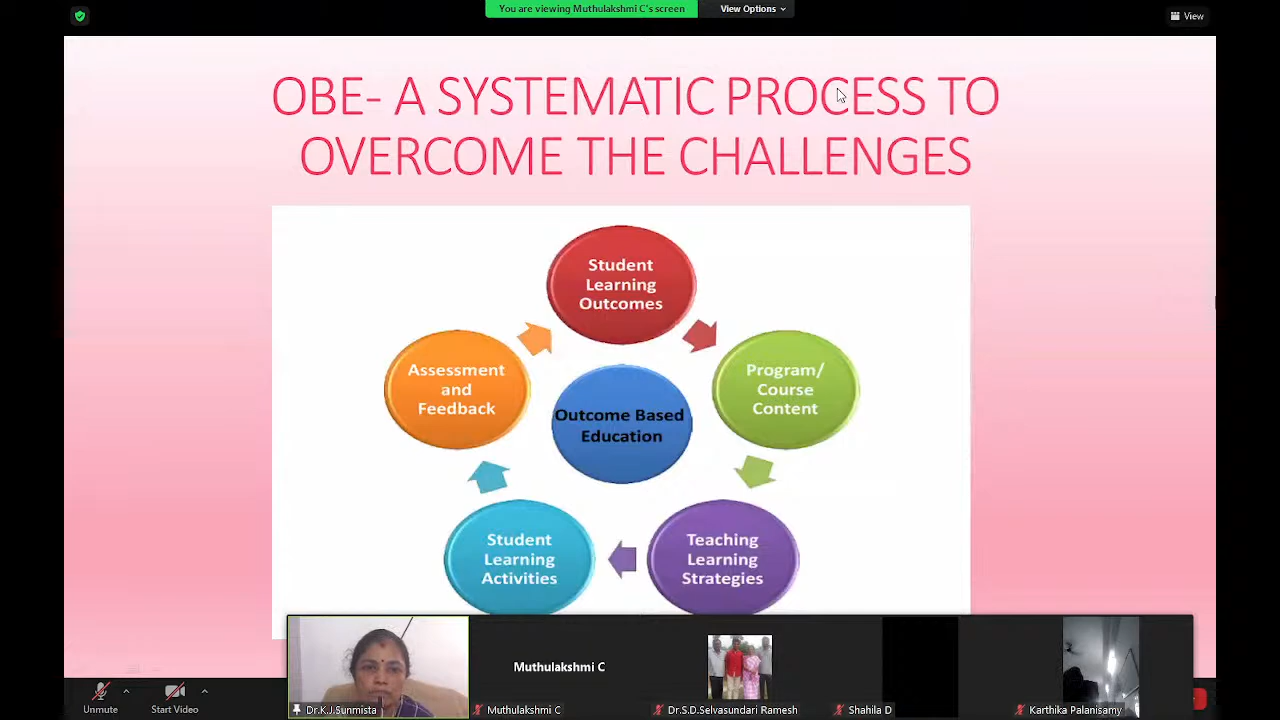 You are viewing Muthulakshmi C's screen
View Options
View
OBE- A SYSTEMATIC PROCESS TO
OVERCOME THE CHALLENGES
Student
Learning
Outcomes
Assessment
and
Feedback
Program/
Course
Content
Outcome Based
Education
Student
Learning
Activities
Teaching
Learning
Strategies
Muthulakshmi C
Unmute
Start Video
Dr.K.J.Sunmista
Muthulakshmi C
Dr.S.D.Selvasundari Ramesh
Shahila D
Karthika Palanisamy